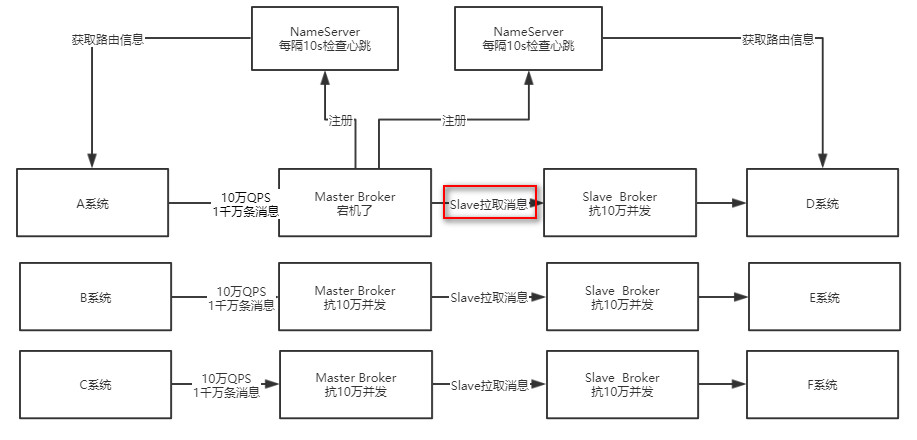 NameServer
每隔10s检查心跳
NameServer
每隔10s检查心跳
获取路由信息
获取路由信息
注册
注册
A系统
10万QPS
1千万条消息
Master Broker
宕机了
Slave拉取消息
Slave Broker
抗10万并发
D系统
B系统
10万QPS
1千万条消息
Master Broker
抗10万并发
Slave拉取消息
Slave Broker
抗10万并发
E系统
C系统
10万QPS
1千万条消息
Master Broker
抗10万并发
Slave拉取消息
Slave Broker
抗10万并发
F系统